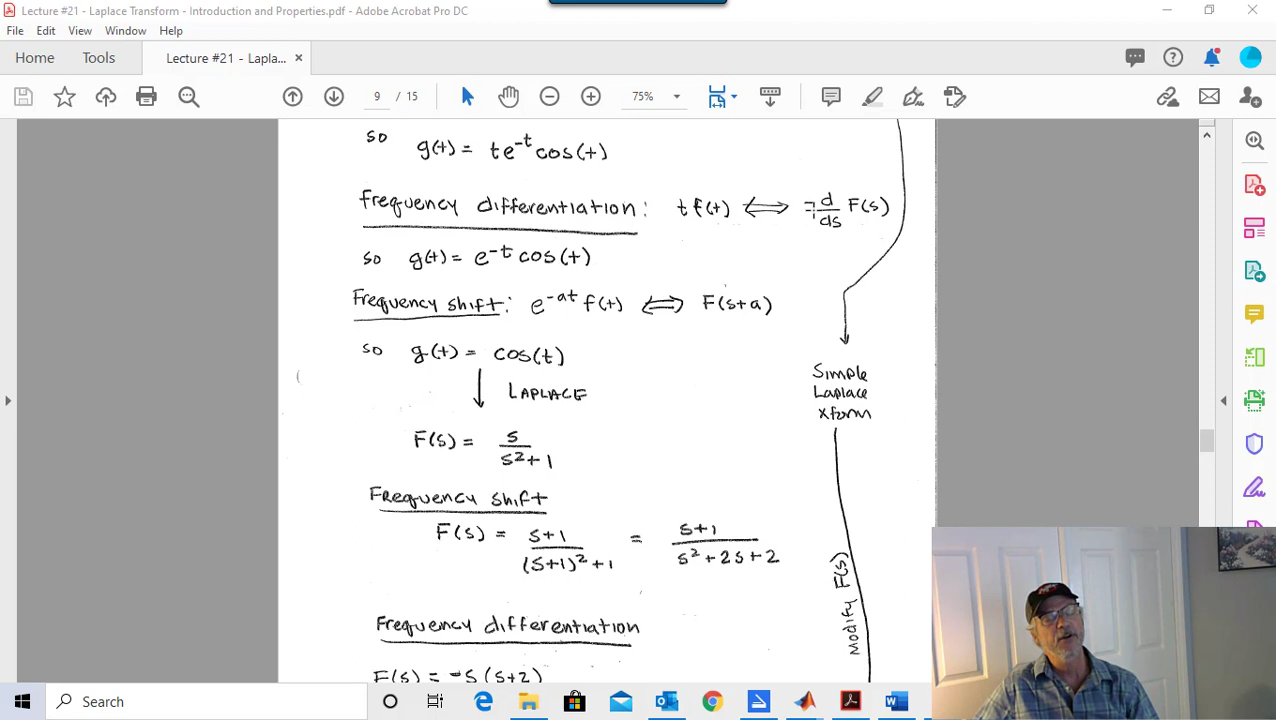 Lecture #21 - Laplace Transform - Introduction and Properties.pdf - Adobe Acrobat Pro DC
File Edit View Window Help
Home Tools Lecture #21 - Lapla... ×
9 / 15 75%
so g(t) = te^-t cos(t)
Frequency differentiation: t f(t) ⟺ -d/ds F(s)
so g(t) = e^-t cos(t)
Frequency shift: e^-at f(t) ⟺ F(s+a)
so g(t) = cos(t)
↓ LAPLACE
F(s) = s/(s²+1)
Frequency shift
F(s) = (s+1)/((s+1)²+1) = (s+1)/(s²+2s+2)
Frequency differentiation
F(s) = -s(s+2)
Simple
Laplace
xform
Modify F(s)
Search